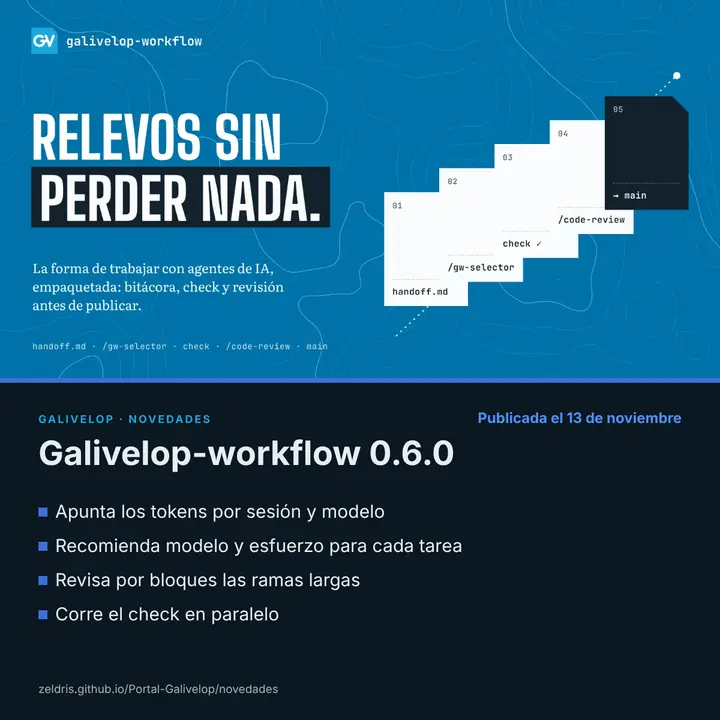 GV galivelop-workflow
RELEVOS SIN
PERDER NADA.
La forma de trabajar con agentes de IA,
empaquetada: bitácora, check y revisión
antes de publicar.
handoff.md · /gw-selector · check · /code-review · main
01
handoff.md
02
/gw-selector
03
check ✓
04
/code-review
05
→ main
GALIVELOP · NOVEDADES
Publicada el 13 de noviembre
Galivelop-workflow 0.6.0
Apunta los tokens por sesión y modelo
Recomienda modelo y esfuerzo para cada tarea
Revisa por bloques las ramas largas
Corre el check en paralelo
zeldris.github.io/Portal-Galivelop/novedades